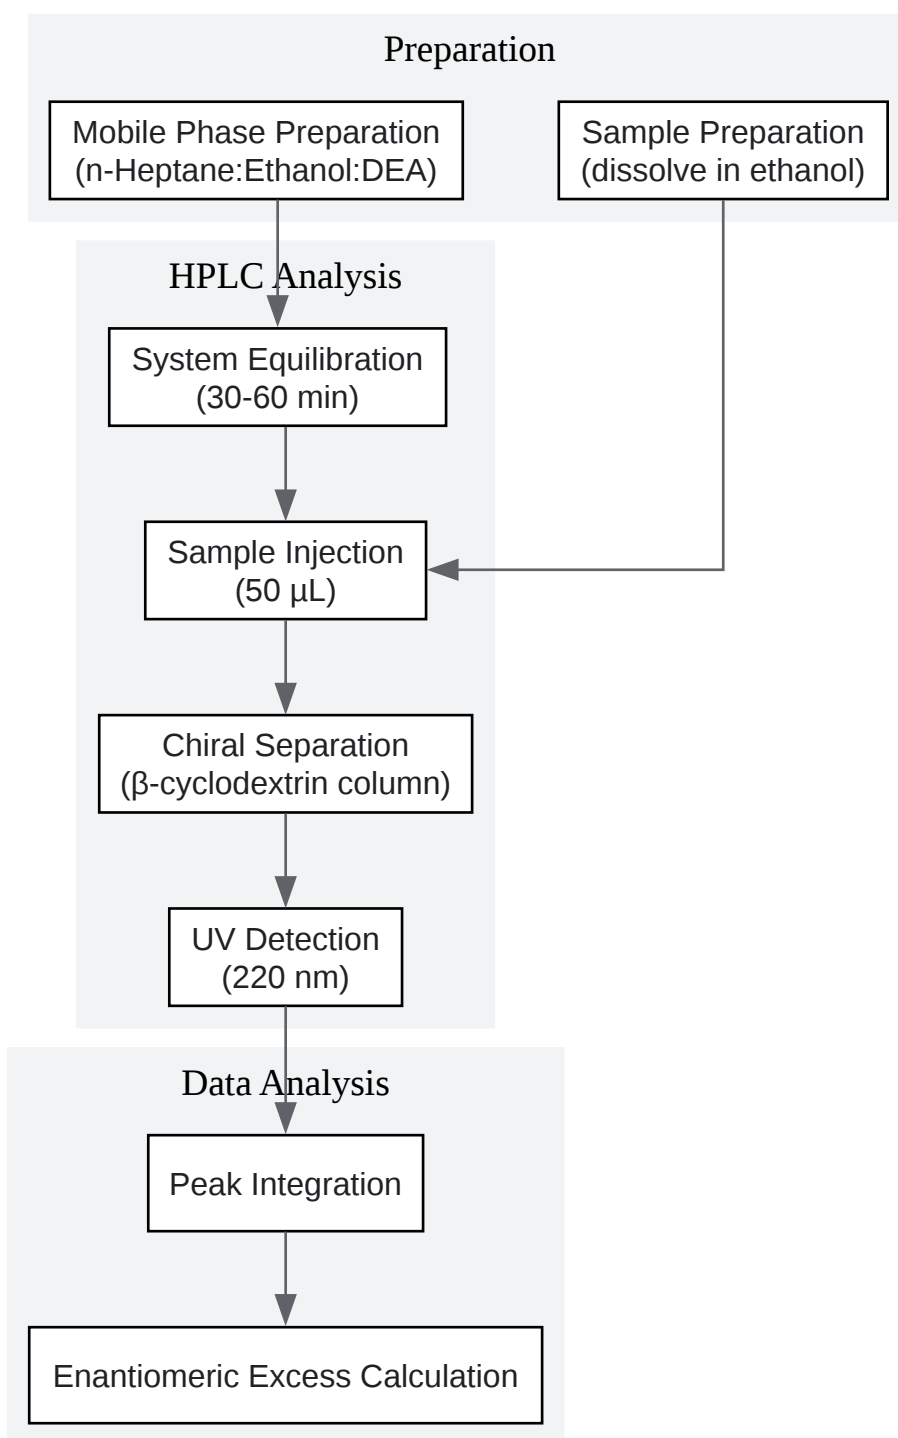 Preparation
Mobile Phase Preparation
(n-Heptane:Ethanol:DEA)
Sample Preparation
(dissolve in ethanol)
HPLC Analysis
System Equilibration
(30-60 min)
Sample Injection
(50 µL)
Chiral Separation
(β-cyclodextrin column)
UV Detection
(220 nm)
Data Analysis
Peak Integration
Enantiomeric Excess Calculation